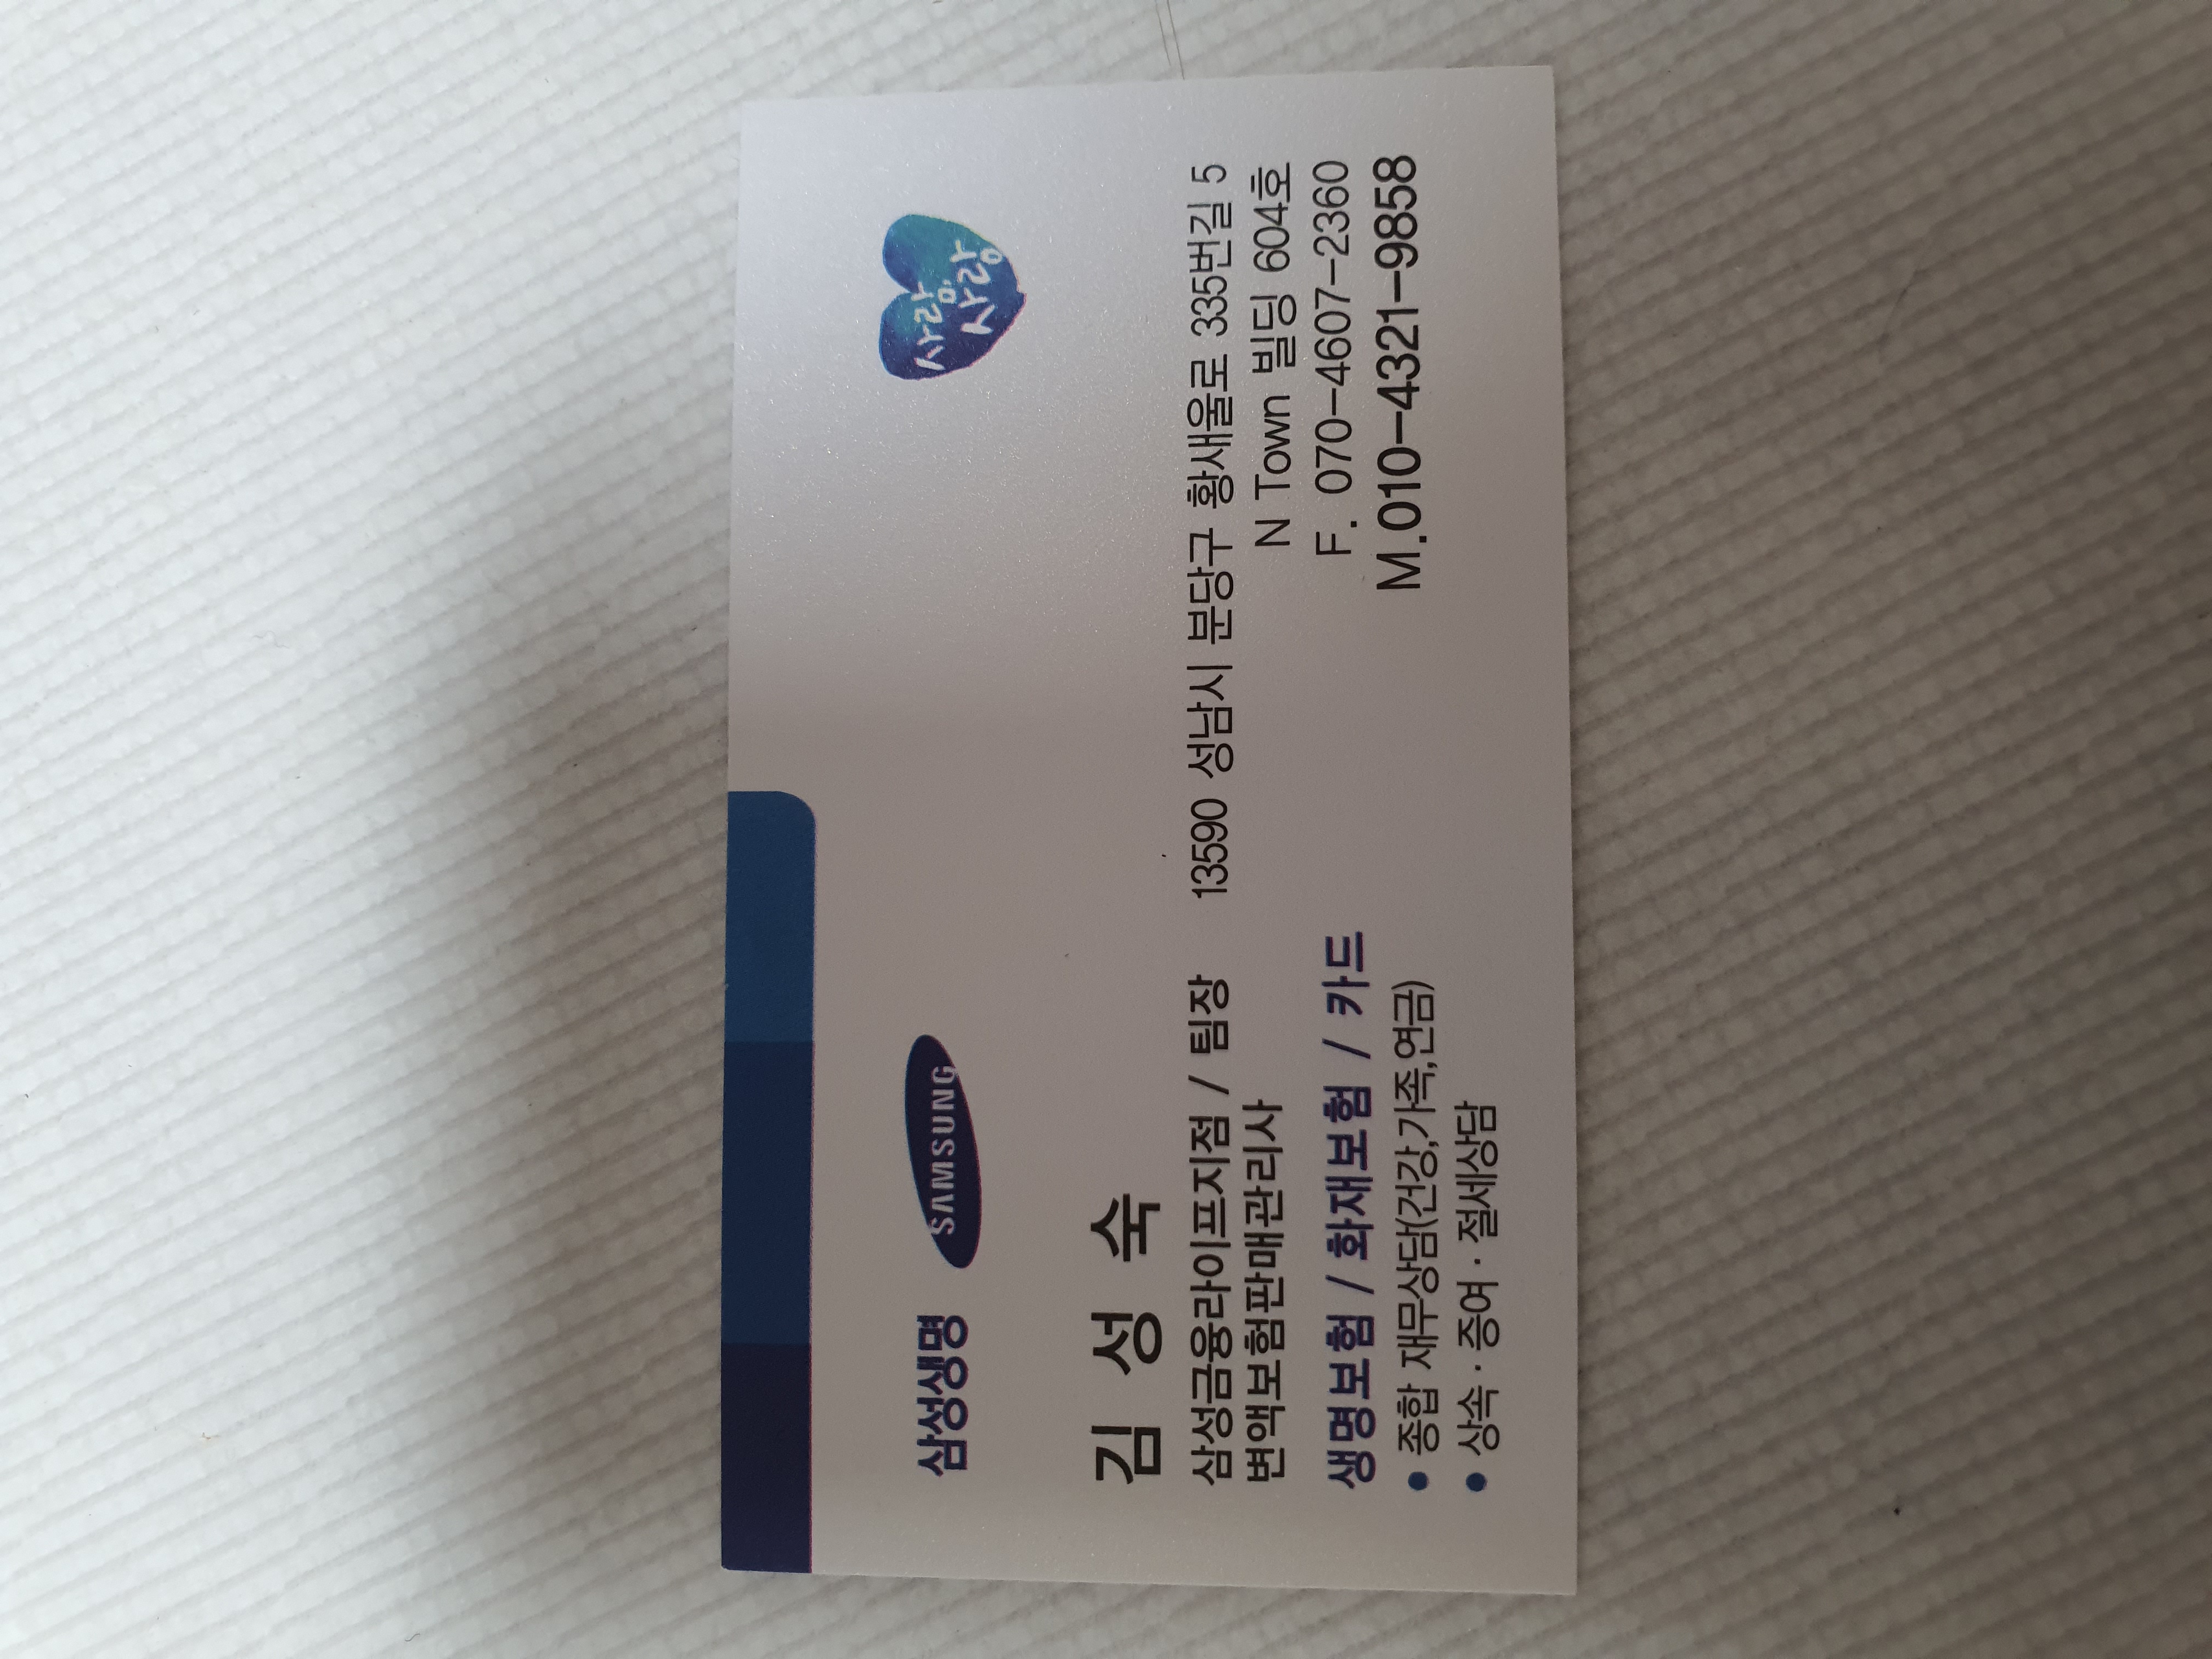 삼성생명 SAMSUNG
사람,
사랑
김 성 숙
삼성금융라이프지점 / 팀장
변액보험판매관리사
생명보험 / 화재보험 / 카드
• 종합 재무상담(건강,가족,연금)
• 상속 · 증여 · 절세상담
13590 성남시 분당구 황새울로 335번길 5
N Town 빌딩 604호
F. 070-4607-2360
M.010-4321-9858